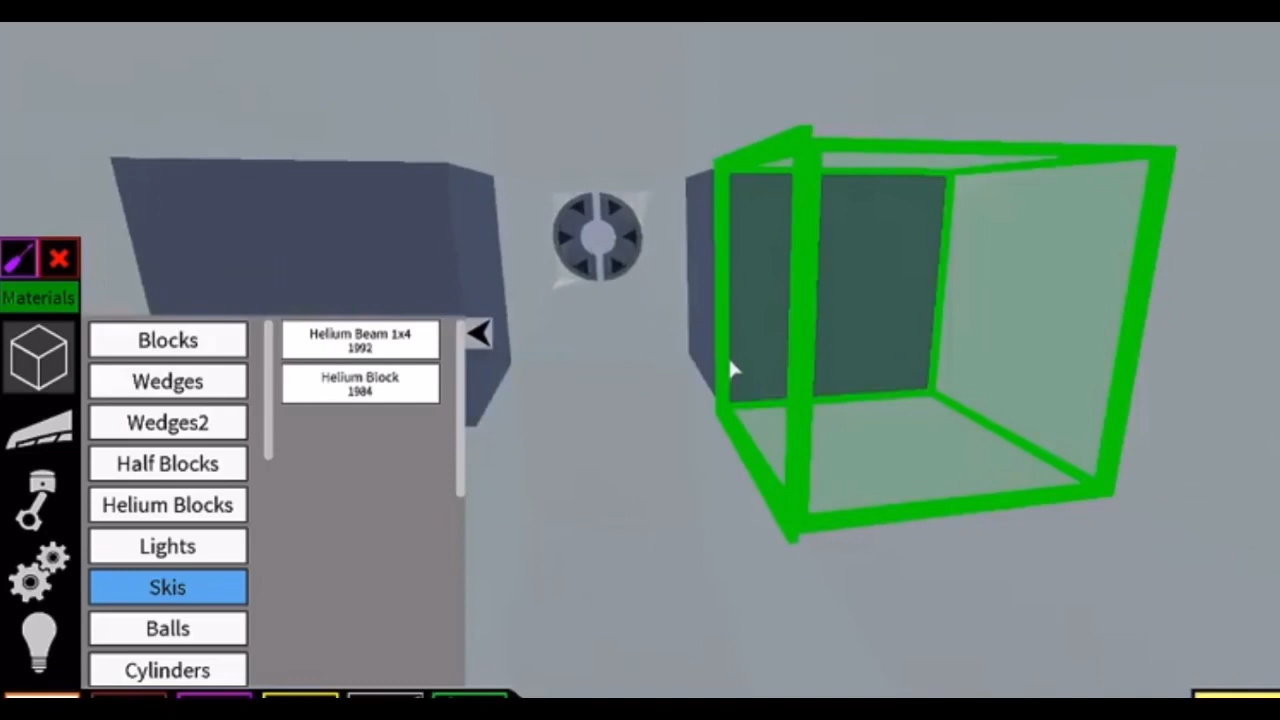 Materials
Blocks
Wedges
Wedges2
Half Blocks
Helium Blocks
Lights
Skis
Balls
Cylinders
Helium Beam 1x4
1992
Helium Block
1984